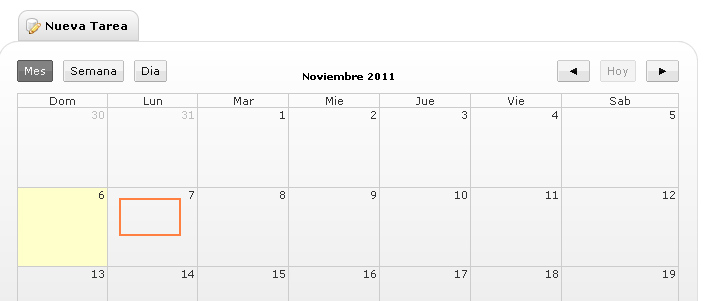 Nueva Tarea
Mes Semana Dia Noviembre 2011 Hoy
Dom Lun Mar Mie Jue Vie Sab
30 31 1 2 3 4 5
6 7 8 9 10 11 12
13 14 15 16 17 18 19